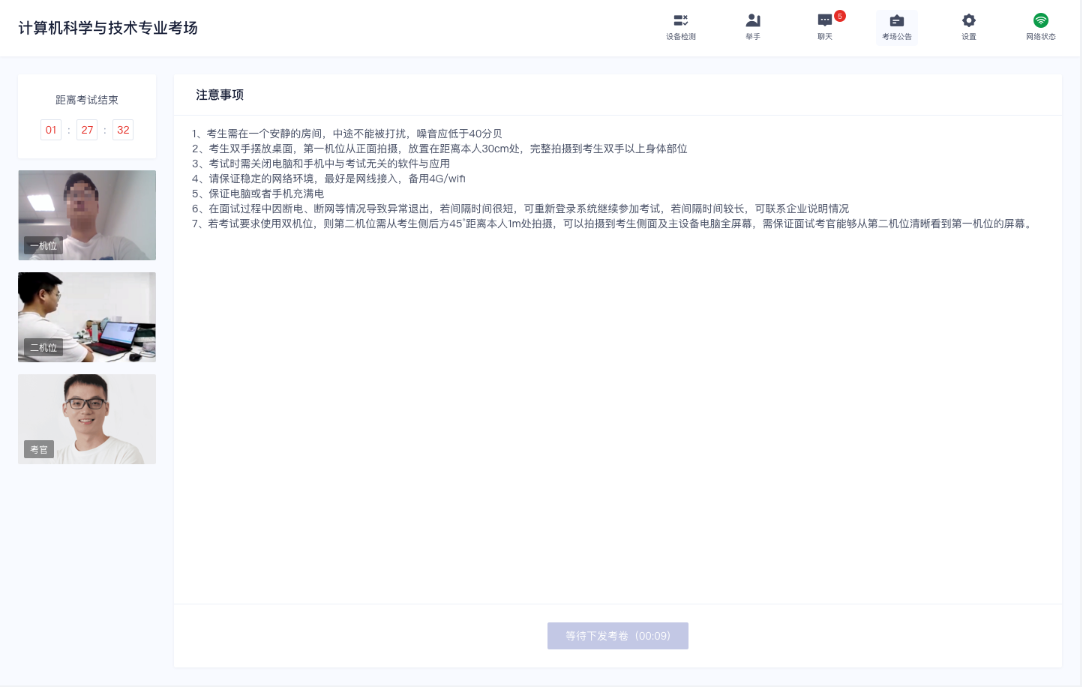 计算机科学与技术专业考场
设备检测
举手
5
聊天
考场公告
设置
网络状态
距离考试结束
01 : 27 : 32
一机位
二机位
考官
注意事项
1、考生需在一个安静的房间，中途不能被打扰，噪音应低于40分贝
2、考生双手摆放桌面，第一机位从正面拍摄，放置在距离本人30cm处，完整拍摄到考生双手以上身体部位
3、考试时需关闭电脑和手机中与考试无关的软件与应用
4、请保证稳定的网络环境，最好是网线接入，备用4G/wifi
5、保证电脑或者手机充满电
6、在面试过程中因断电、断网等情况导致异常退出，若间隔时间很短，可重新登录系统继续参加考试，若间隔时间较长，可联系企业说明情况
7、若考试要求使用双机位，则第二机位需从考生侧后方45°距离本人1m处拍摄，可以拍摄到考生侧面及主设备电脑全屏幕，需保证面试考官能够从第二机位清晰看到第一机位的屏幕。
等待下发考卷（00:09）